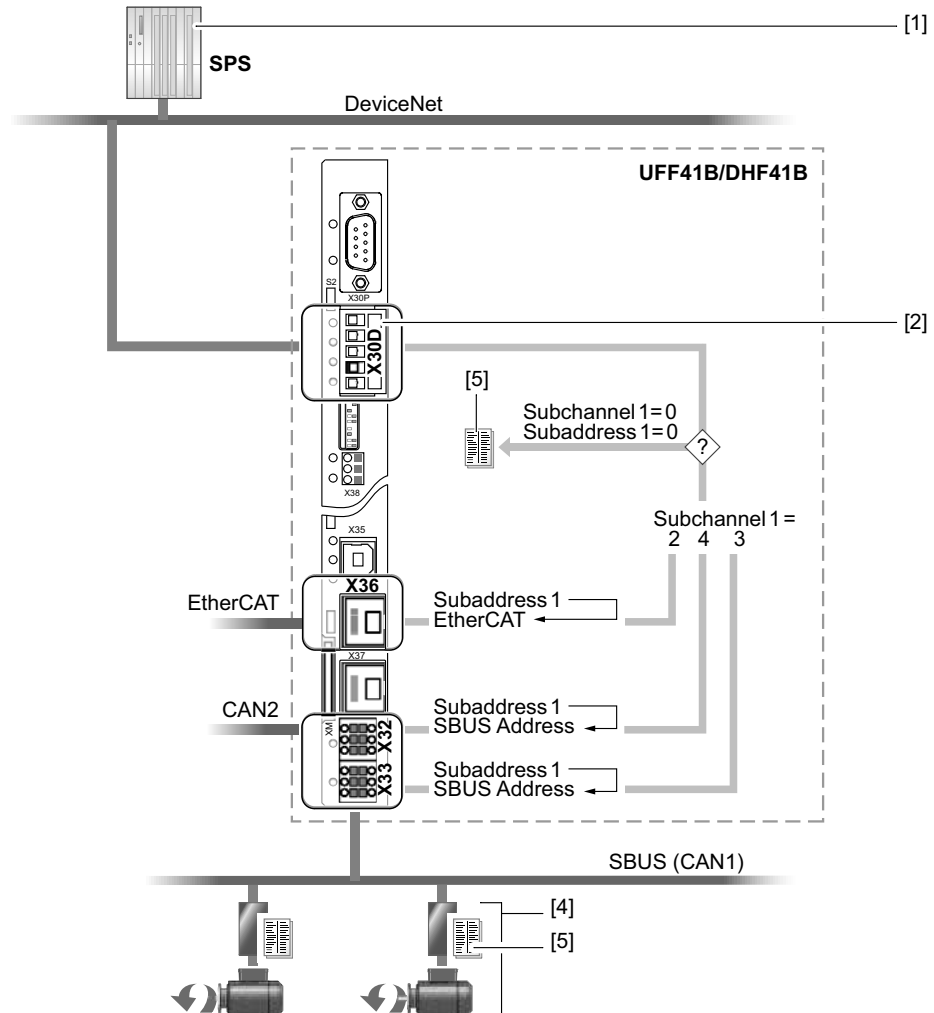 [1]
SPS
DeviceNet
UFF41B/DHF41B
S2
X30P
X30D
[2]
[5]
Subchannel 1=0
Subaddress 1=0
?
X38
Subchannel 1=
2 4 3
X35
X36
EtherCAT
Subaddress 1
EtherCAT
X37
CAN2
XM
X32
Subaddress 1
SBUS Address
X33
Subaddress 1
SBUS Address
SBUS (CAN1)
[4]
[5]